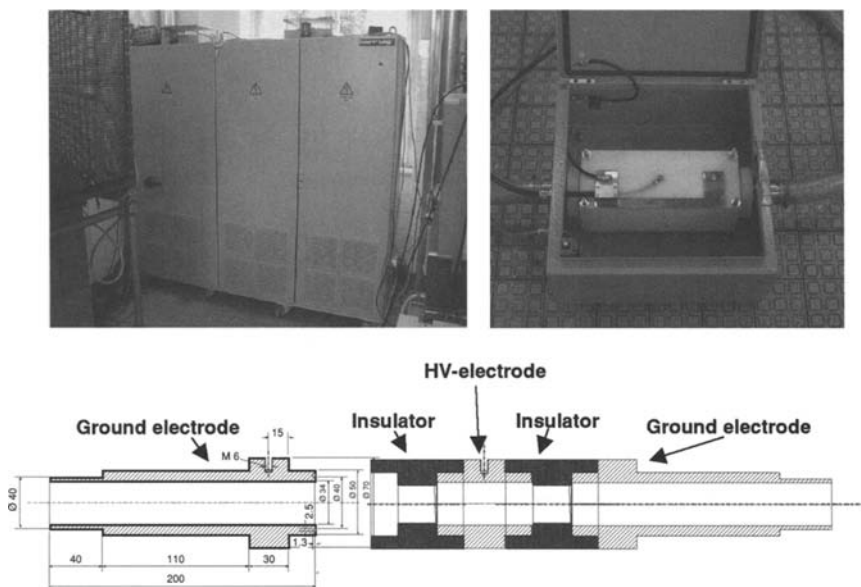 HV-electrode
Ground electrode
Insulator
Insulator
Ground electrode
15
M 6
Ø 40
Ø 34
Ø 40
Ø 50
Ø 70
2.5
1.3
40
110
30
200